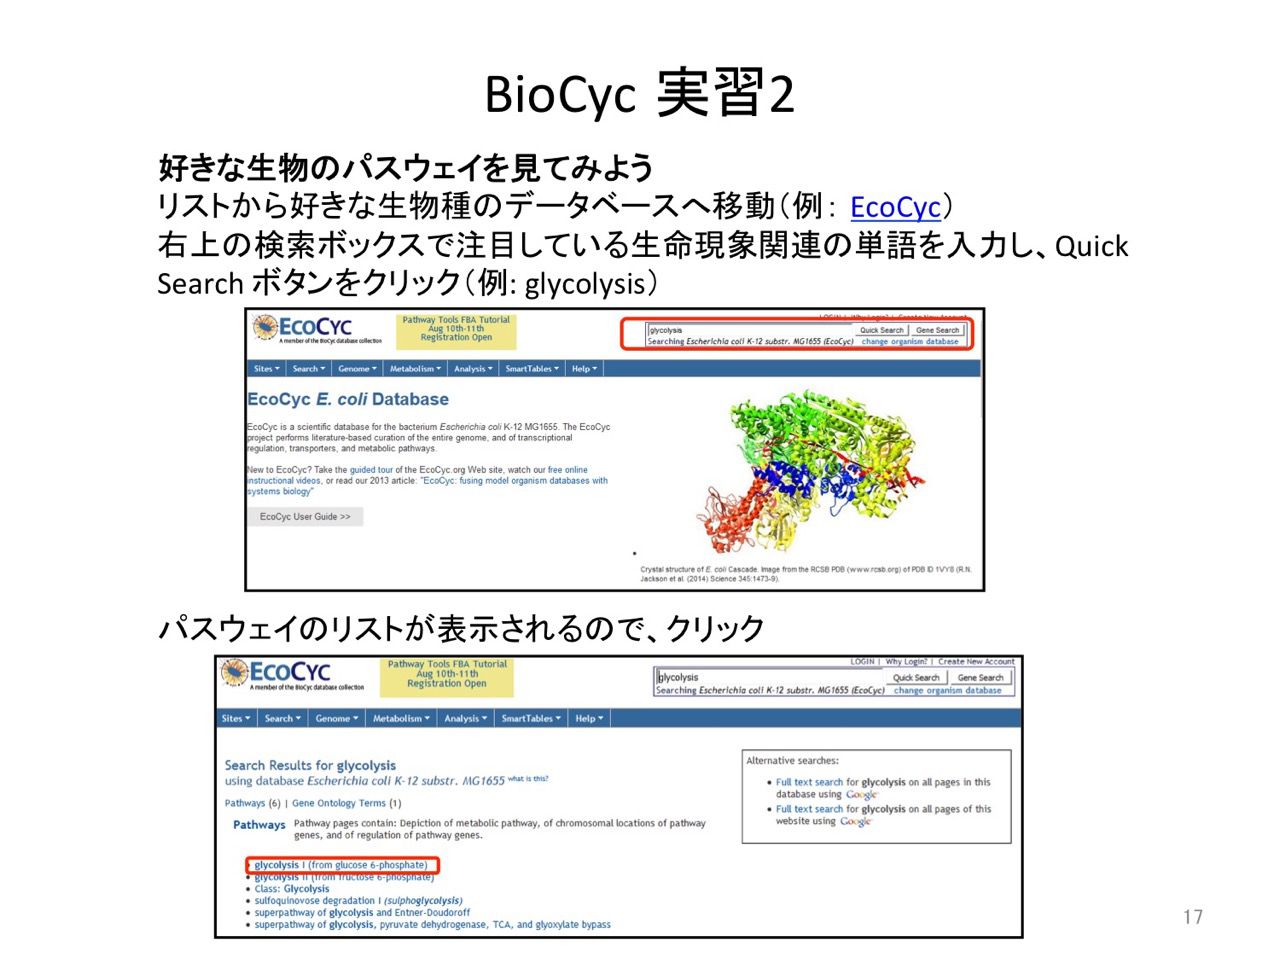 BioCyc 実習2
好きな生物のパスウェイを見てみよう
リストから好きな生物種のデータベースへ移動（例： EcoCyc）
右上の検索ボックスで注目している生命現象関連の単語を入力し、Quick
Search ボタンをクリック（例: glycolysis）
EcoCyc
A member of the BioCyc database collection
Pathway Tools FBA Tutorial
Aug 10th-11th
Registration Open
LOGIN | Why Login? | Create New Account
glycolysis Quick Search Gene Search
Searching Escherichia coli K-12 substr. MG1655 (EcoCyc) change organism database
Sites Search Genome Metabolism Analysis SmartTables Help
EcoCyc E. coli Database
EcoCyc is a scientific database for the bacterium Escherichia coli K-12 MG1655. The EcoCyc
project performs literature-based curation of the entire genome, and of transcriptional
regulation, transporters, and metabolic pathways.
New to EcoCyc? Take the guided tour of the EcoCyc.org Web site, watch our free online
instructional videos, or read our 2013 article: "EcoCyc: fusing model organism databases with
systems biology"
EcoCyc User Guide >>
Crystal structure of E. coli Cascade. Image from the RCSB PDB (www.rcsb.org) of PDB ID 1VY8 (R.N.
Jackson et al. (2014) Science 345:1473-9).
パスウェイのリストが表示されるので、クリック
EcoCyc
A member of the BioCyc database collection
Pathway Tools FBA Tutorial
Aug 10th-11th
Registration Open
LOGIN | Why Login? | Create New Account
glycolysis Quick Search Gene Search
Searching Escherichia coli K-12 substr. MG1655 (EcoCyc) change organism database
Sites Search Genome Metabolism Analysis SmartTables Help
Search Results for glycolysis
using database Escherichia coli K-12 substr. MG1655 what is this?
Pathways (6) | Gene Ontology Terms (1)
Pathways Pathway pages contain: Depiction of metabolic pathway, of chromosomal locations of pathway
genes, and of regulation of pathway genes.
• glycolysis I (from glucose 6-phosphate)
• glycolysis II (from fructose 6-phosphate)
• Class: Glycolysis
• sulfoquinovose degradation I (sulphoglycolysis)
• superpathway of glycolysis and Entner-Doudoroff
• superpathway of glycolysis, pyruvate dehydrogenase, TCA, and glyoxylate bypass
Alternative searches:
• Full text search for glycolysis on all pages in this
database using Google
• Full text search for glycolysis on all pages of this
website using Google
17